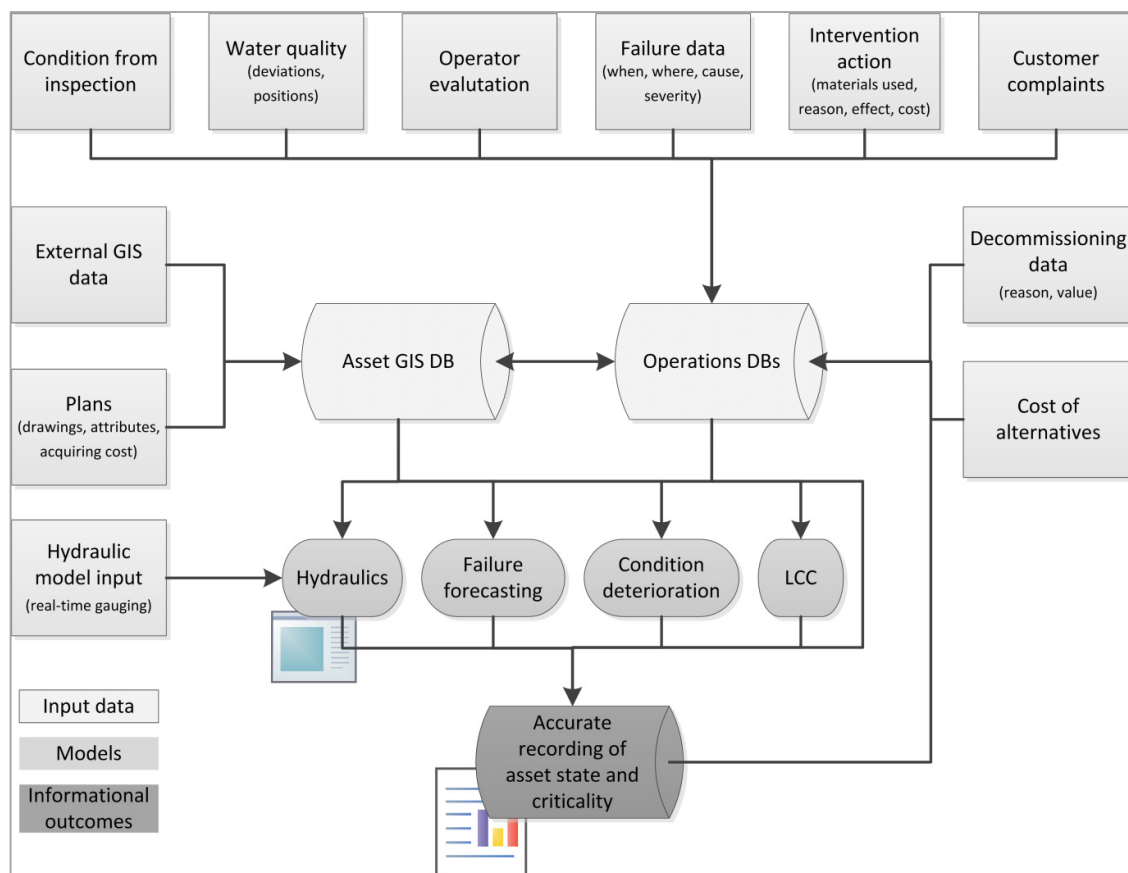 Condition from
inspection
Water quality
(deviations,
positions)
Operator
evalutation
Failure data
(when, where, cause,
severity)
Intervention
action
(materials used,
reason, effect, cost)
Customer
complaints
External GIS
data
Decommissioning
data
(reason, value)
Asset GIS DB
Operations DBs
Plans
(drawings, attributes,
acquiring cost)
Cost of
alternatives
Hydraulic
model input
(real-time gauging)
Hydraulics
Failure
forecasting
Condition
deterioration
LCC
Input data
Models
Informational
outcomes
Accurate
recording of
asset state and
criticality